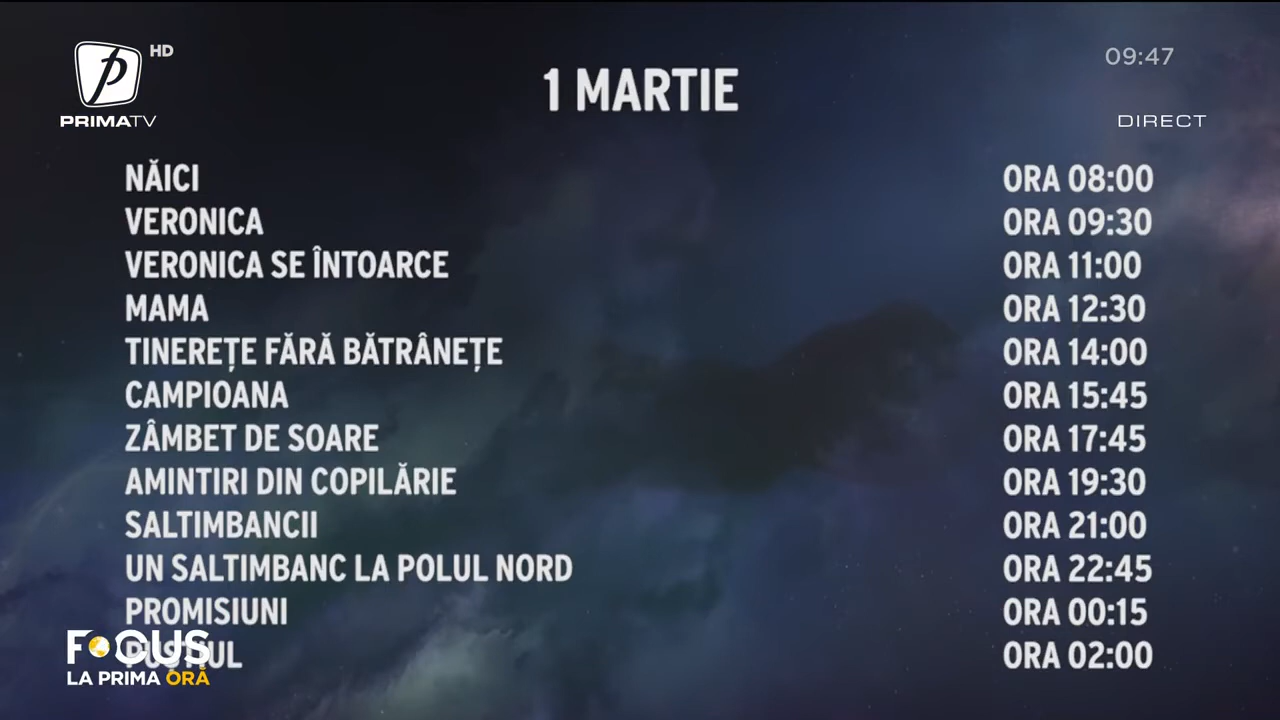 PRIMATV HD
09:47
1 MARTIE
DIRECT
NĂICI ORA 08:00
VERONICA ORA 09:30
VERONICA SE ÎNTOARCE ORA 11:00
MAMA ORA 12:30
TINEREȚE FĂRĂ BĂTRÂNEȚE ORA 14:00
CAMPIOANA ORA 15:45
ZÂMBET DE SOARE ORA 17:45
AMINTIRI DIN COPILĂRIE ORA 19:30
SALTIMBANCII ORA 21:00
UN SALTIMBANC LA POLUL NORD ORA 22:45
PROMISIUNI ORA 00:15
FOCUS
ORA 02:00
LA PRIMA ORĂ